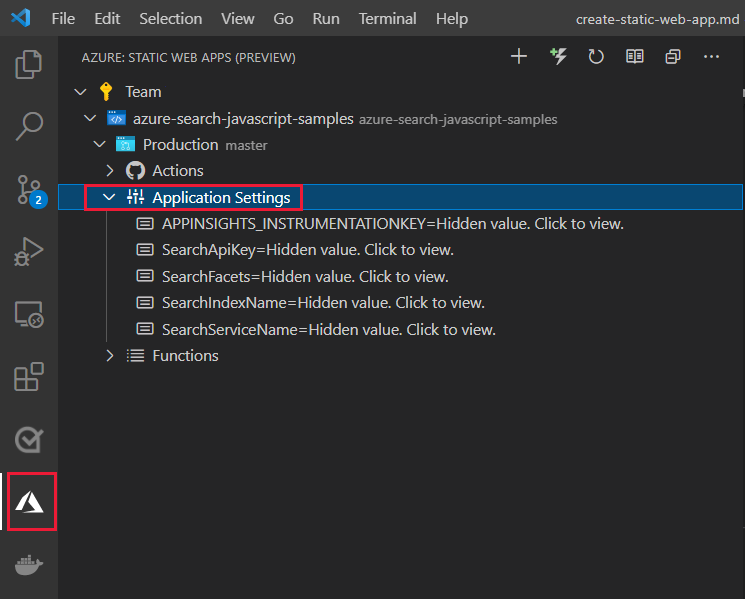 File Edit Selection View Go Run Terminal Help create-static-web-app.md
AZURE: STATIC WEB APPS (PREVIEW)
Team
azure-search-javascript-samples azure-search-javascript-samples
Production master
Actions
2
Application Settings
APPINSIGHTS_INSTRUMENTATIONKEY=Hidden value. Click to view.
SearchApiKey=Hidden value. Click to view.
SearchFacets=Hidden value. Click to view.
SearchIndexName=Hidden value. Click to view.
SearchServiceName=Hidden value. Click to view.
Functions